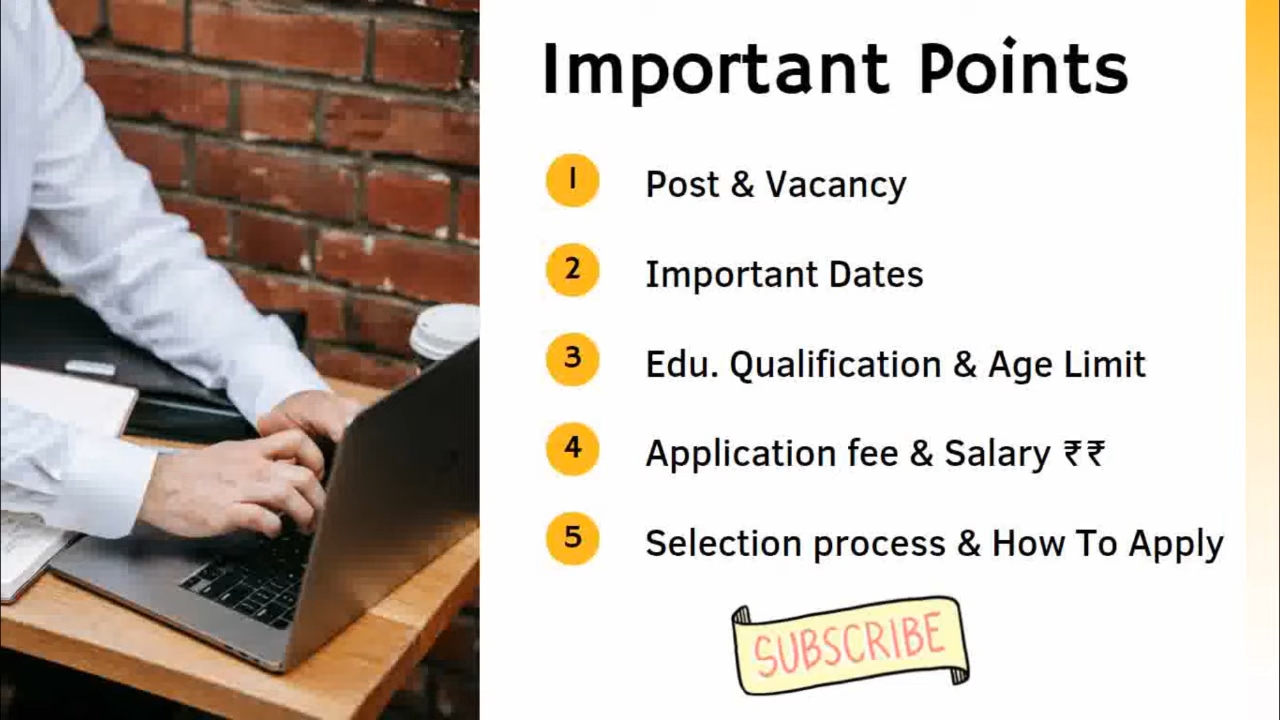 Important Points
1 Post & Vacancy
2 Important Dates
3 Edu. Qualification & Age Limit
4 Application fee & Salary ₹₹
5 Selection process & How To Apply
SUBSCRIBE